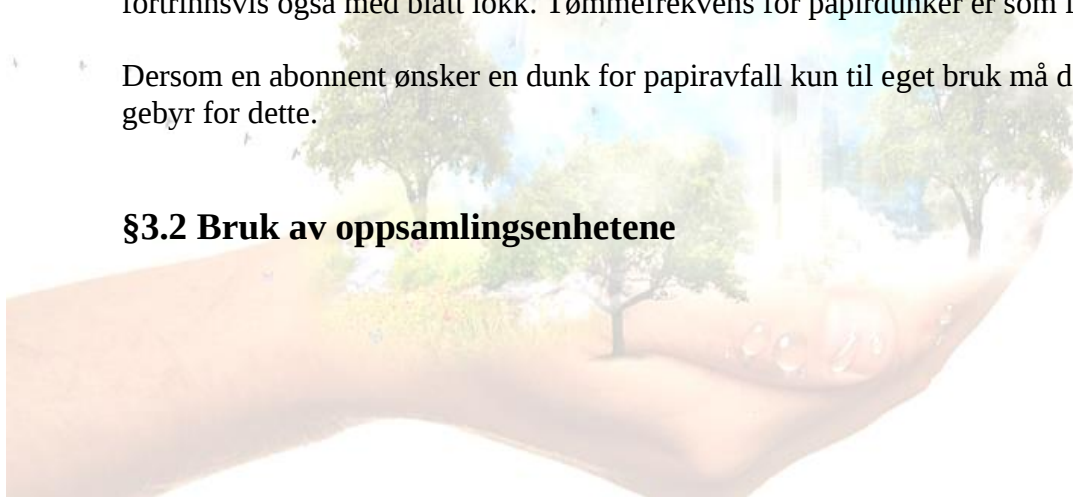 fortrinnsvis også med blått lokk. Tømmefrekvens for papirdunker er som
Dersom en abonnent ønsker en dunk for papiravfall kun til eget bruk må d
gebyr for dette.
§3.2 Bruk av oppsamlingsenhetene